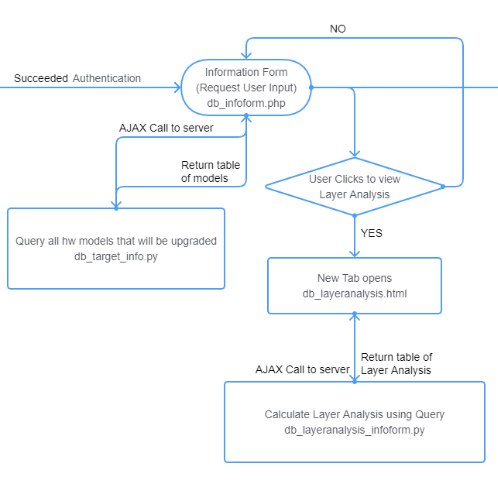 NO
Succeeded Authentication
Information Form
(Request User Input)
db_infoform.php
AJAX Call to server
Return table
of models
User Clicks to view
Layer Analysis
Query all hw models that will be upgraded
db_target_info.py
YES
New Tab opens
db_layeranalysis.html
AJAX Call to server
Return table of
Layer Analysis
Calculate Layer Analysis using Query
db_layeranalysis_infoform.py